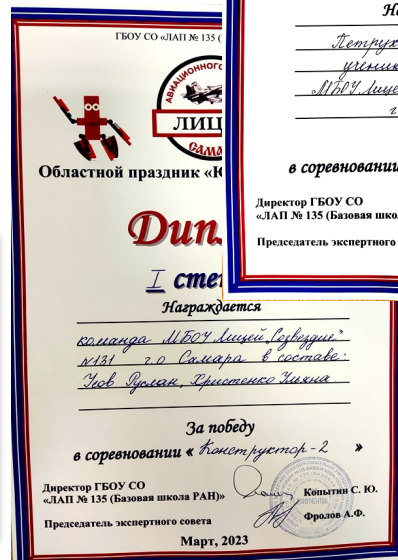 ГБОУ СО «ЛАП № 135 (
АВИАЦИОННОГО
ЛИЦ
САМА
Областной праздник «Ю
Дипл
I степ
Награждается
команда МБОУ Лицей „Созвездие"
№131 г.о Самара в составе:
Усов Руслан, Христенко Ульяна
За победу
в соревновании « Конструктор-2 »
Директор ГБОУ СО
«ЛАП № 135 (Базовая школа РАН)»
Копытин С. Ю.
Председатель экспертного совета
Фролов А.Ф.
Март, 2023
На
Петрух
ученик
МБОУ Лицей
г
в соревновании
Директор ГБОУ СО
«ЛАП № 135 (Базовая шко
Председатель экспертного